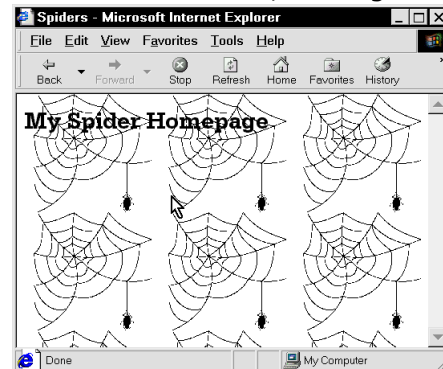 Spiders - Microsoft Internet Explorer
File Edit View Favorites Tools Help
Back Forward Stop Refresh Home Favorites History
My Spider Homepage
Done My Computer